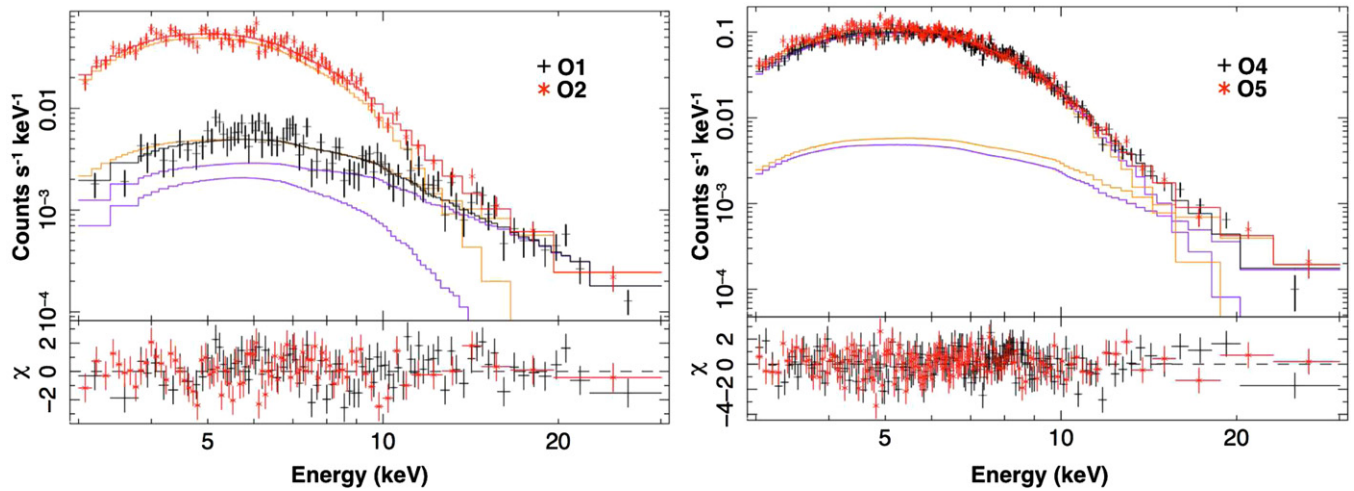 O1
O2
Counts s⁻¹ keV⁻¹
0.01
10⁻³
10⁻⁴
χ
2
0
−2
5
10
20
Energy (keV)
O4
O5
Counts s⁻¹ keV⁻¹
0.1
0.01
10⁻³
10⁻⁴
χ
2
0
−2
−4
5
10
20
Energy (keV)